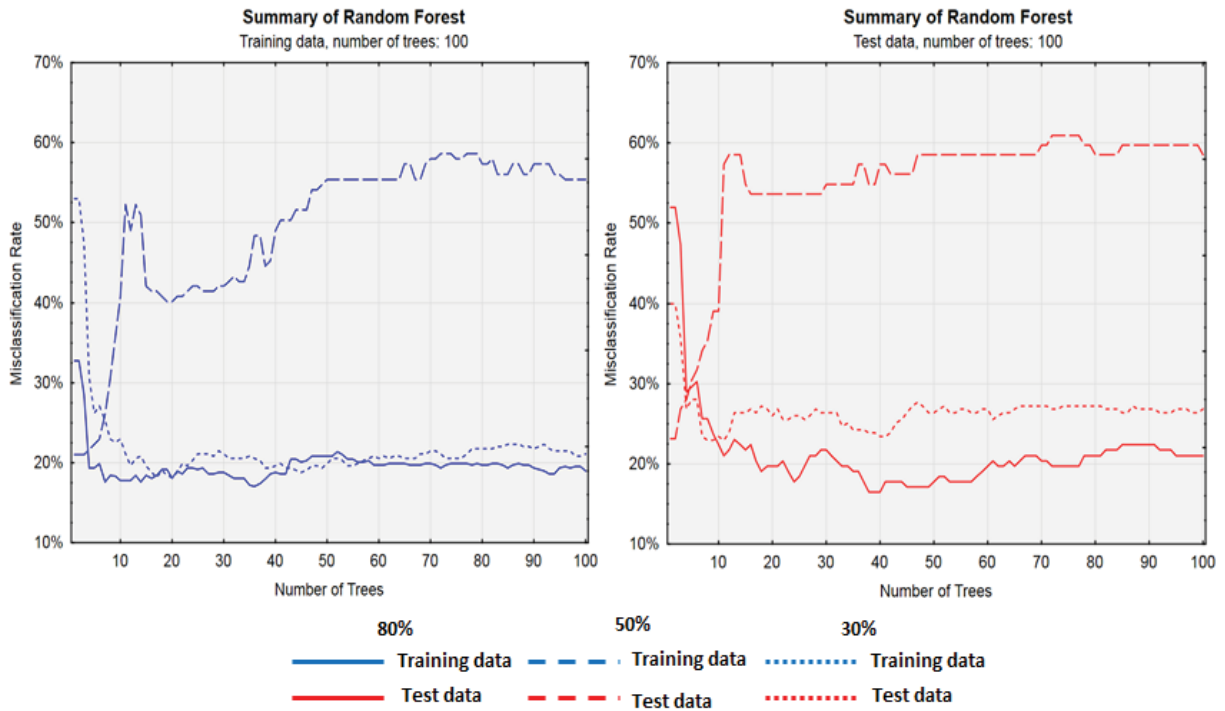 Summary of Random Forest
Training data, number of trees: 100
70%
60%
50%
40%
30%
20%
10%
Misclassification Rate
10 20 30 40 50 60 70 80 90 100
Number of Trees
Summary of Random Forest
Test data, number of trees: 100
70%
60%
50%
40%
30%
20%
10%
Misclassification Rate
10 20 30 40 50 60 70 80 90 100
Number of Trees
80% 50% 30%
Training data Training data Training data
Test data Test data Test data